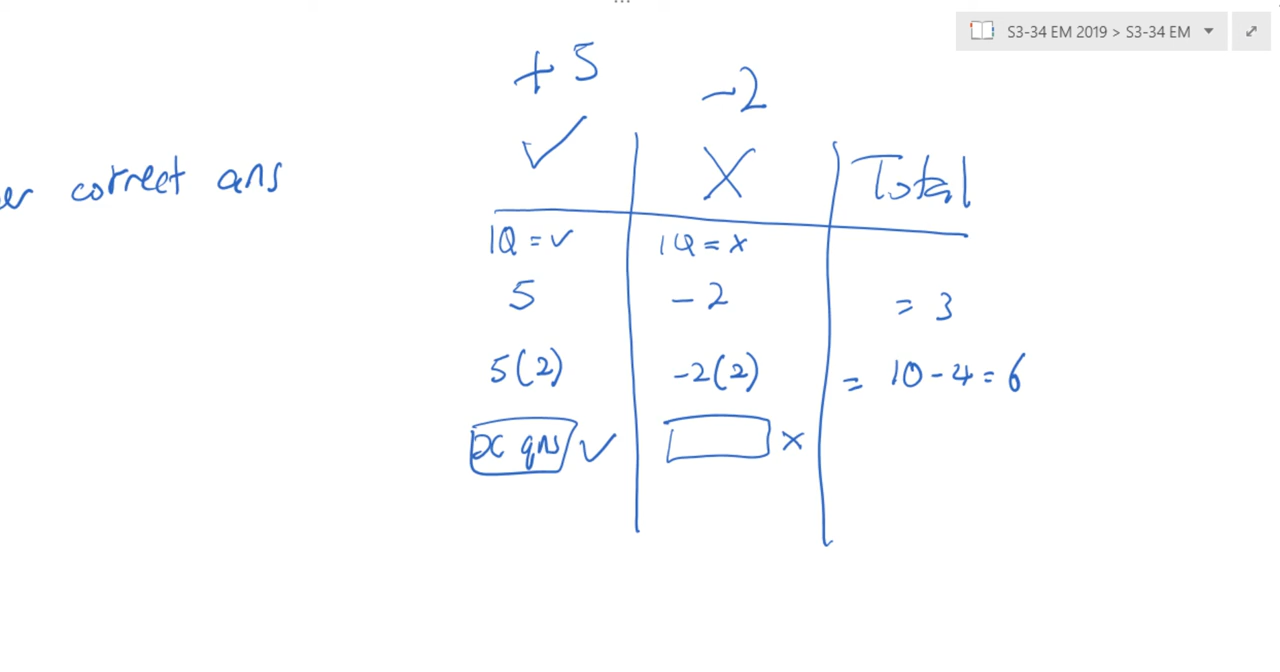 S3-34 EM 2019 > S3-34 EM
+5
-2
✓ X Total
er correct ans
1Q = ✓ 1Q = x
5 -2 = 3
5(2) -2(2) = 10-4=6
x qns ✓ x